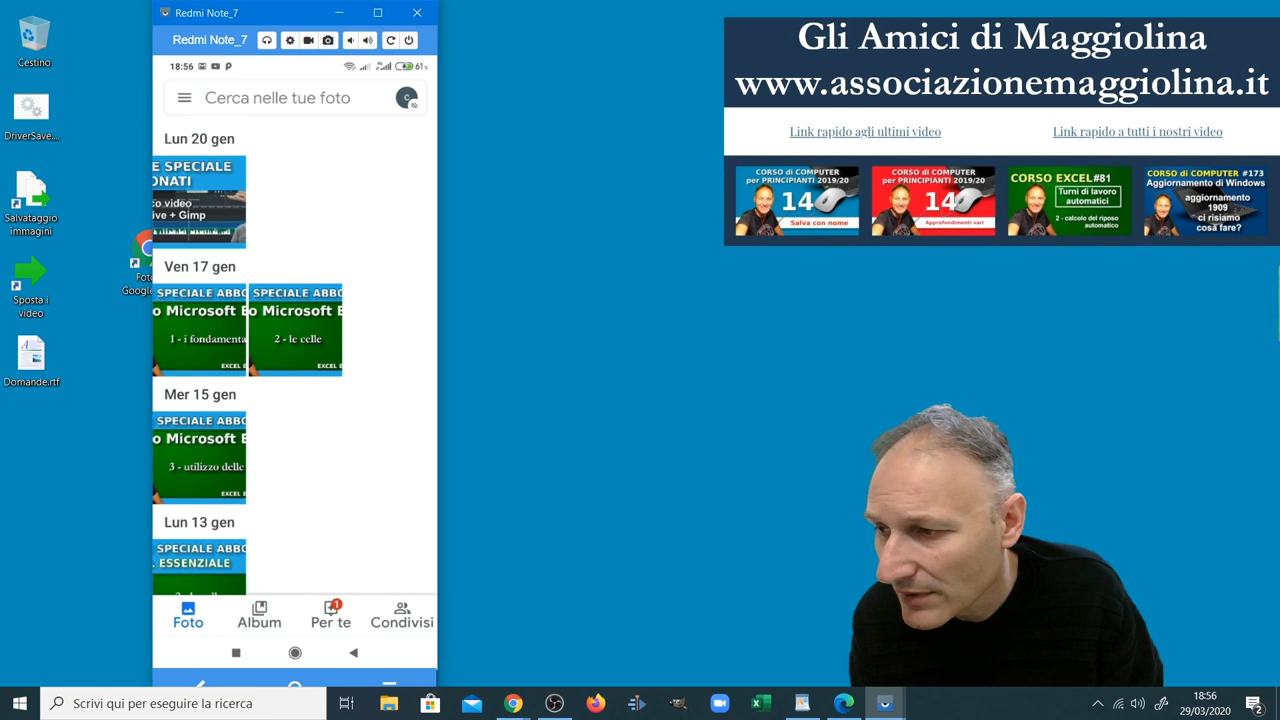 Redmi Note_7
Redmi Note_7
18:56
61%
Cerca nelle tue foto
c
Lun 20 gen
E SPECIALE
ONATI
o video
ive + Gimp
Ven 17 gen
SPECIALE ABBO
o Microsoft E
1 - i fondamenta
EXCEL E
SPECIALE ABBO
o Microsoft E
2 - le celle
EXCEL E
Mer 15 gen
SPECIALE ABBO
o Microsoft E
3 - utilizzo delle
EXCEL E
Lun 13 gen
SPECIALE ABBO
ESSENZIALE
Foto
Album
1
Per te
Condivisi
Cestino
DriverSave....
Salvataggio
immagini
Sposta i
video
Domande.rtf
Foto
Google
Gli Amici di Maggiolina
www.associazionemaggiolina.it
Link rapido agli ultimi video
Link rapido a tutti i nostri video
CORSO di COMPUTER
per PRINCIPIANTI 2019/20
14
Salva con nome
CORSO di COMPUTER
per PRINCIPIANTI 2019/20
14
Approfondimenti vari
CORSO EXCEL#81
Turni di lavoro
automatici
2 - calcolo del riposo
automatico
CORSO di COMPUTER #173
Aggiornamento di Windows
aggiornamento
1909
ci risiamo
cosa fare?
Scrivi qui per eseguire la ricerca
18:56
29/03/2020
2